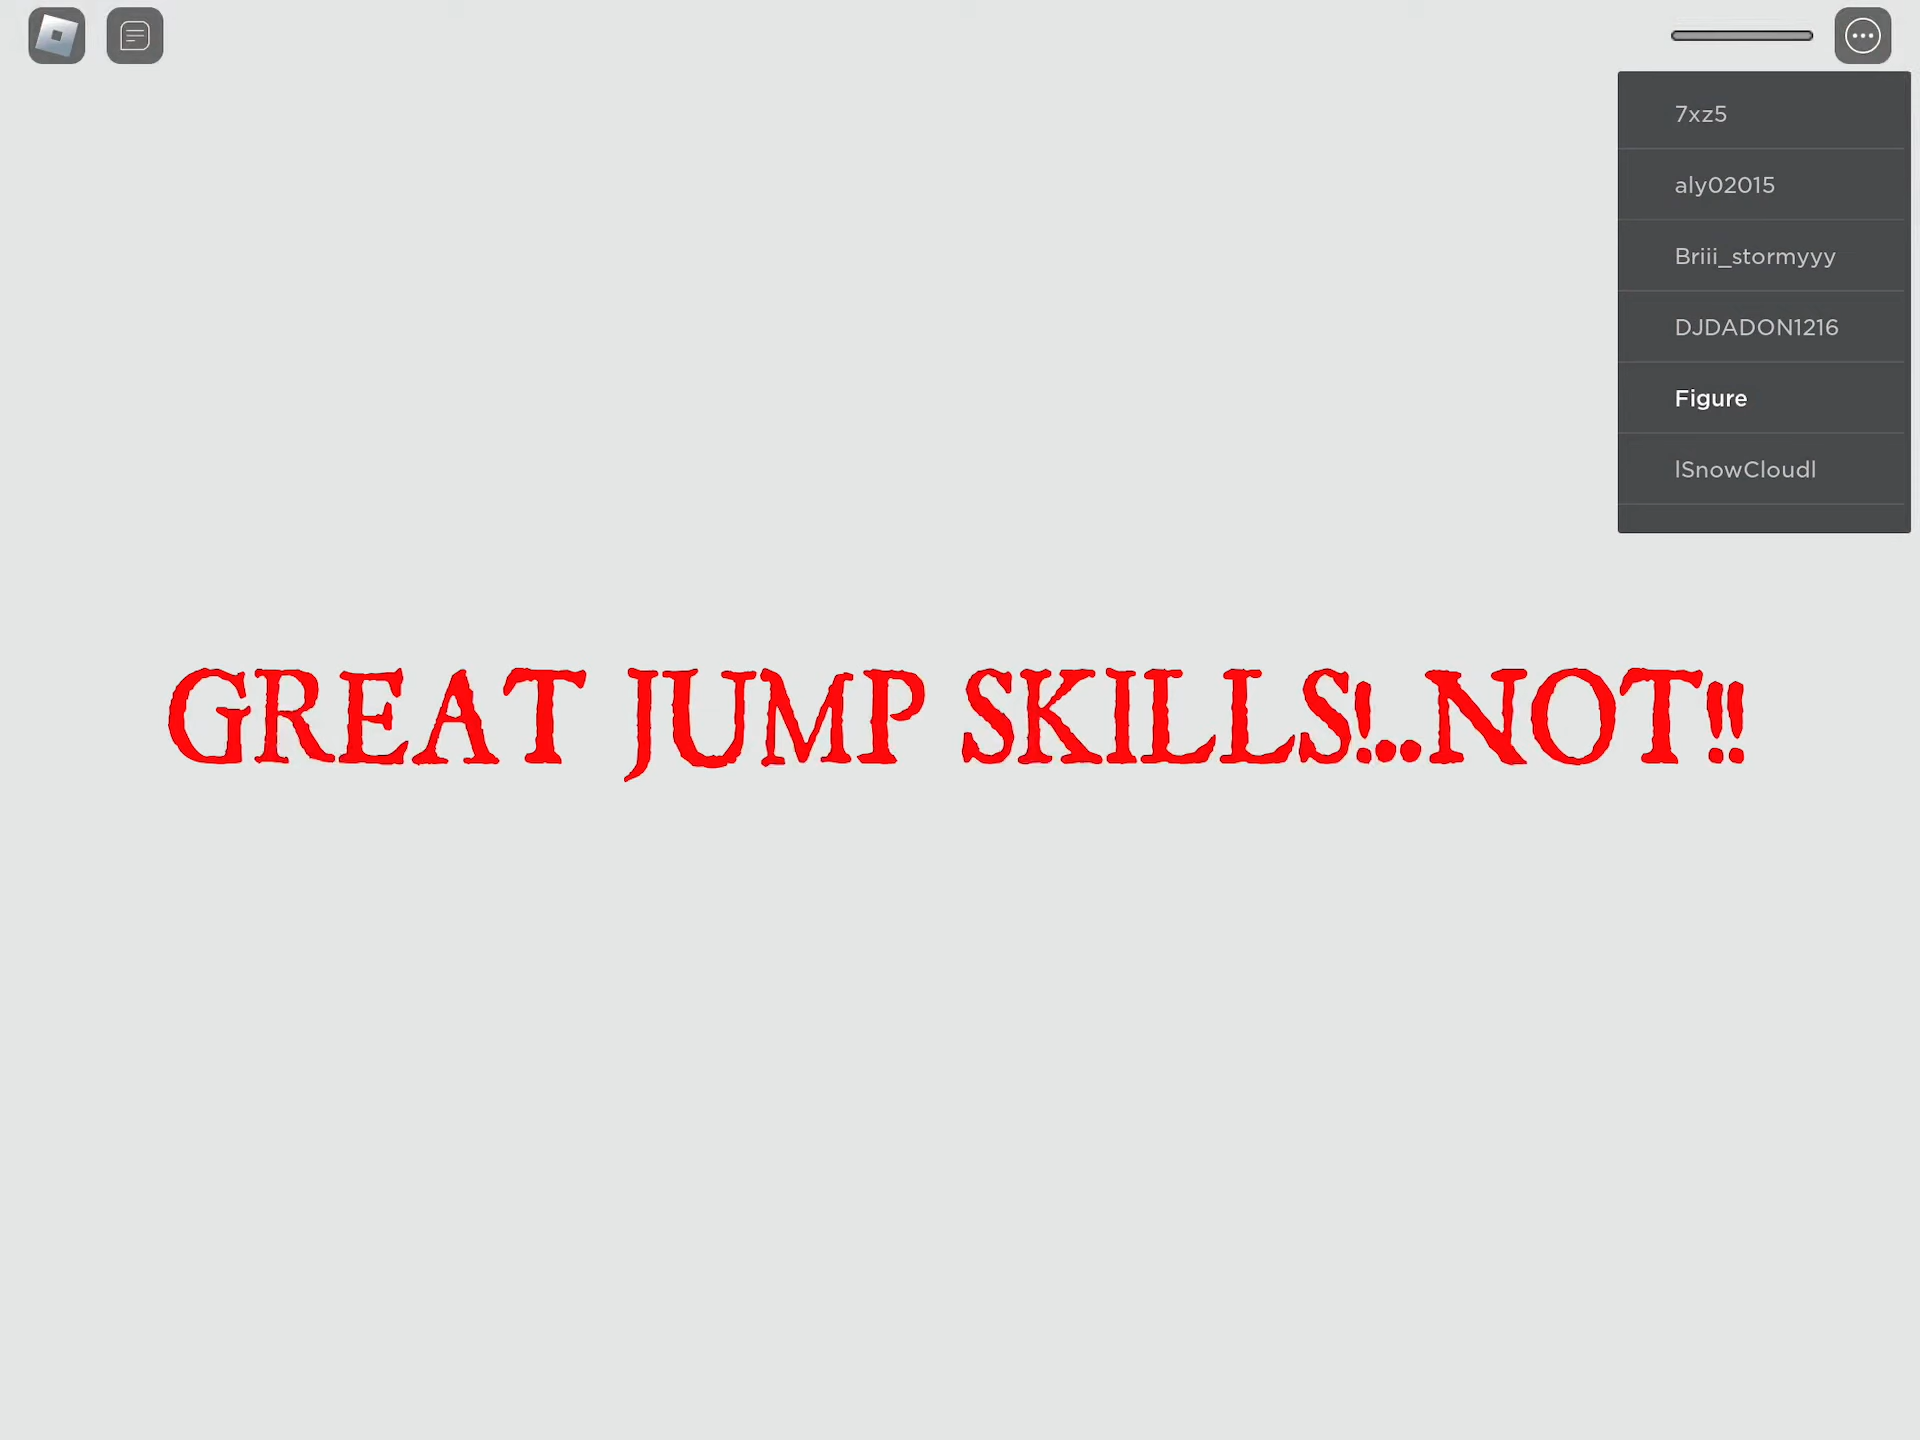 7xz5
aly02015
Briii_stormyyy
DJDADON1216
Figure
lSnowCloudl
GREAT JUMP SKILLS!..NOT!!